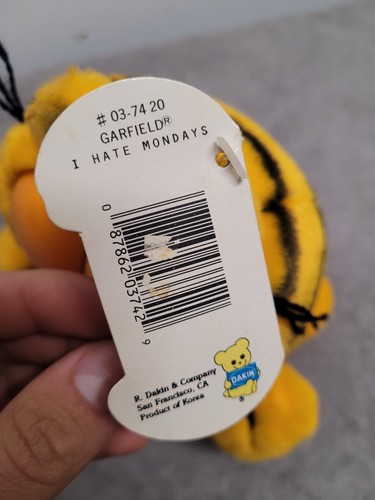 # 03-74 20
GARFIELD®
I HATE MONDAYS
0 87862 03742 9
R. Dakin & Company
San Francisco, CA
Product of Korea
DAKIN
®